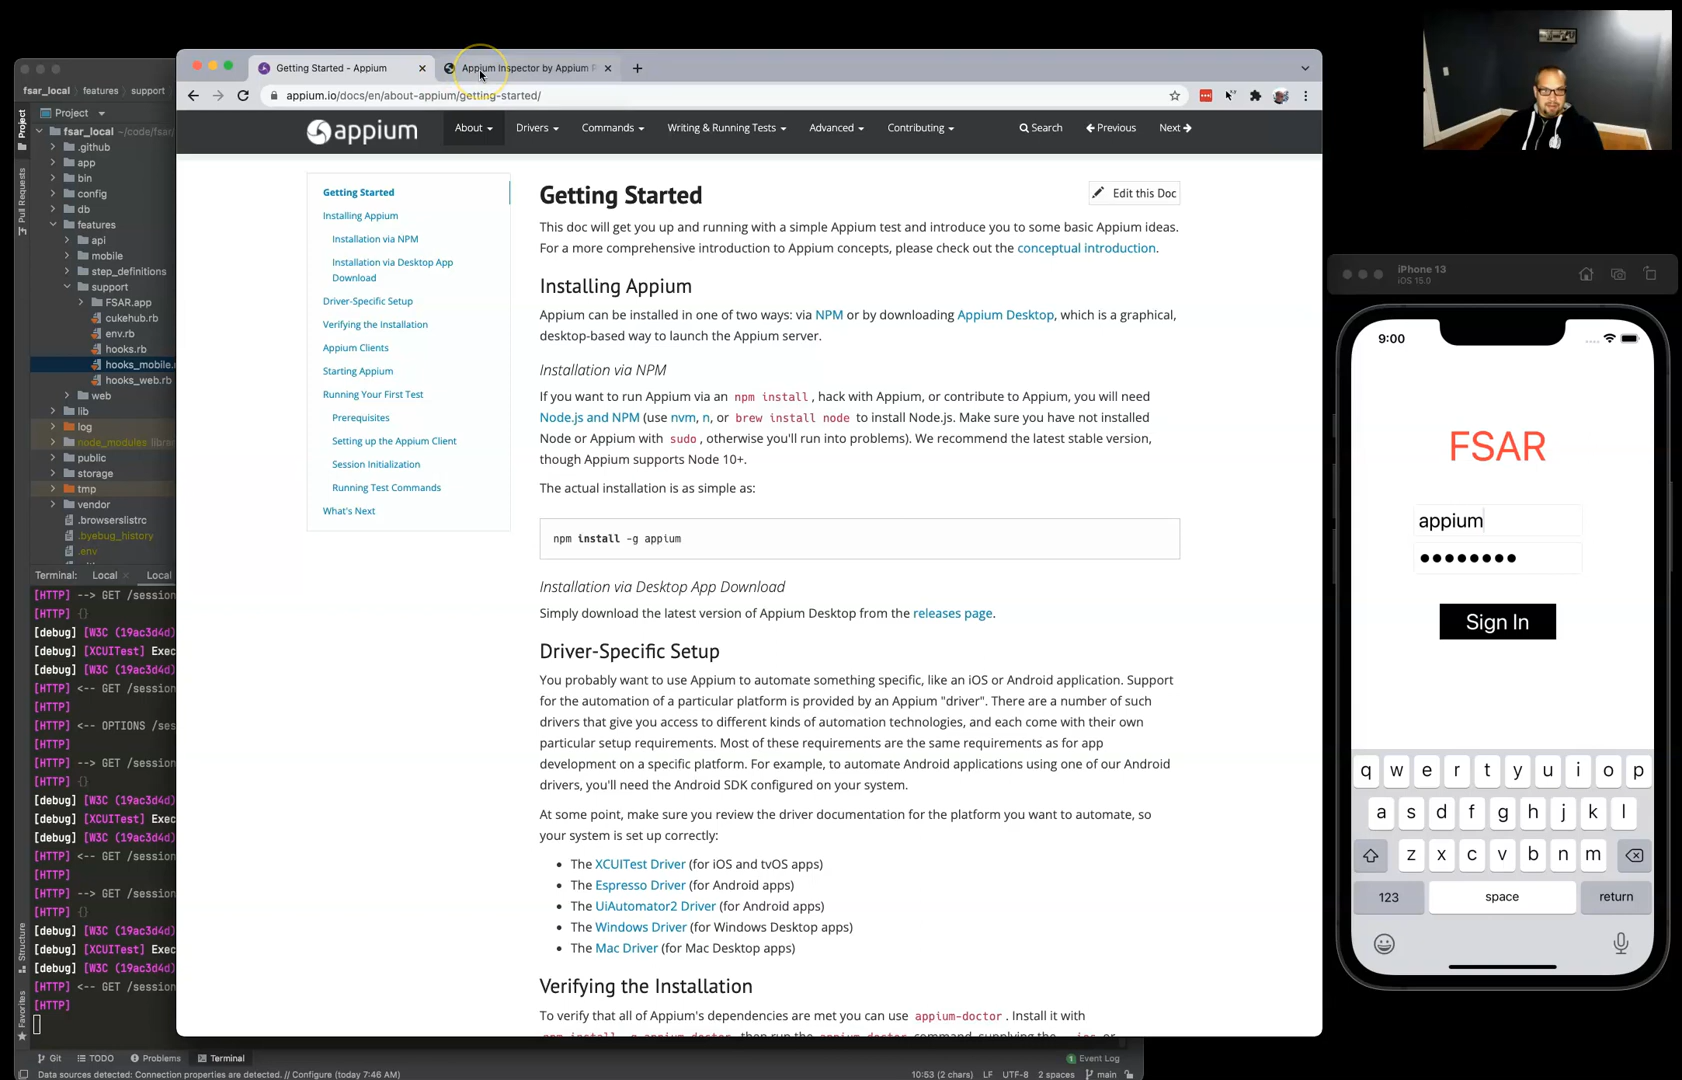 Getting Started - Appium
Appium Inspector by Appium P
appium.io/docs/en/about-appium/getting-started/
appium
About
Drivers
Commands
Writing & Running Tests
Advanced
Contributing
Search
Previous
Next
Getting Started
Installing Appium
Installation via NPM
Installation via Desktop App
Download
Driver-Specific Setup
Verifying the Installation
Appium Clients
Starting Appium
Running Your First Test
Prerequisites
Setting up the Appium Client
Session Initialization
Running Test Commands
What's Next
Getting Started
Edit this Doc
This doc will get you up and running with a simple Appium test and introduce you to some basic Appium ideas.
For a more comprehensive introduction to Appium concepts, please check out the conceptual introduction.
Installing Appium
Appium can be installed in one of two ways: via NPM or by downloading Appium Desktop, which is a graphical,
desktop-based way to launch the Appium server.
Installation via NPM
If you want to run Appium via an npm install, hack with Appium, or contribute to Appium, you will need
Node.js and NPM (use nvm, n, or brew install node to install Node.js. Make sure you have not installed
Node or Appium with sudo, otherwise you'll run into problems). We recommend the latest stable version,
though Appium supports Node 10+.
The actual installation is as simple as:
npm install -g appium
Installation via Desktop App Download
Simply download the latest version of Appium Desktop from the releases page.
Driver-Specific Setup
You probably want to use Appium to automate something specific, like an iOS or Android application. Support
for the automation of a particular platform is provided by an Appium "driver". There are a number of such
drivers that give you access to different kinds of automation technologies, and each come with their own
particular setup requirements. Most of these requirements are the same requirements as for app
development on a specific platform. For example, to automate Android applications using one of our Android
drivers, you'll need the Android SDK configured on your system.
At some point, make sure you review the driver documentation for the platform you want to automate, so
your system is set up correctly:
• The XCUITest Driver (for iOS and tvOS apps)
• The Espresso Driver (for Android apps)
• The UiAutomator2 Driver (for Android apps)
• The Windows Driver (for Windows Desktop apps)
• The Mac Driver (for Mac Desktop apps)
Verifying the Installation
To verify that all of Appium's dependencies are met you can use appium-doctor. Install it with
fsar_local
features
support
Project
Project
Pull Requests
fsar_local ~/code/fsar/
.github
app
bin
config
db
features
api
mobile
step_definitions
support
FSAR.app
cukehub.rb
env.rb
hooks.rb
hooks_mobile.
hooks_web.rb
web
lib
log
node_modules
public
storage
tmp
vendor
.browserslistrc
.byebug_history
.env
Terminal: Local Local
[HTTP] --> GET /session
[HTTP] {}
[debug] [W3C (19ac3d4d)
[debug] [XCUITest] Exec
[debug] [W3C (19ac3d4d)
[HTTP] <-- GET /session
[HTTP]
[HTTP] <-- OPTIONS /ses
[HTTP]
[HTTP] --> GET /session
[HTTP] {}
[debug] [W3C (19ac3d4d)
[debug] [XCUITest] Exec
[debug] [W3C (19ac3d4d)
[HTTP] <-- GET /session
[HTTP]
[HTTP] --> GET /session
[HTTP] {}
[debug] [W3C (19ac3d4d)
[debug] [XCUITest] Exec
[debug] [W3C (19ac3d4d)
[HTTP] <-- GET /session
[HTTP]
Structure
Favorites
Git
TODO
Problems
Terminal
1 Event Log
Data sources detected: Connection properties are detected. // Configure (today 7:46 AM)
10:53 (2 chars)
LF
UTF-8
2 spaces
main
iPhone 13
iOS 15.0
9:00
FSAR
appium
••••••••
Sign In
q w e r t y u i o p
a s d f g h j k l
z x c v b n m
123
space
return